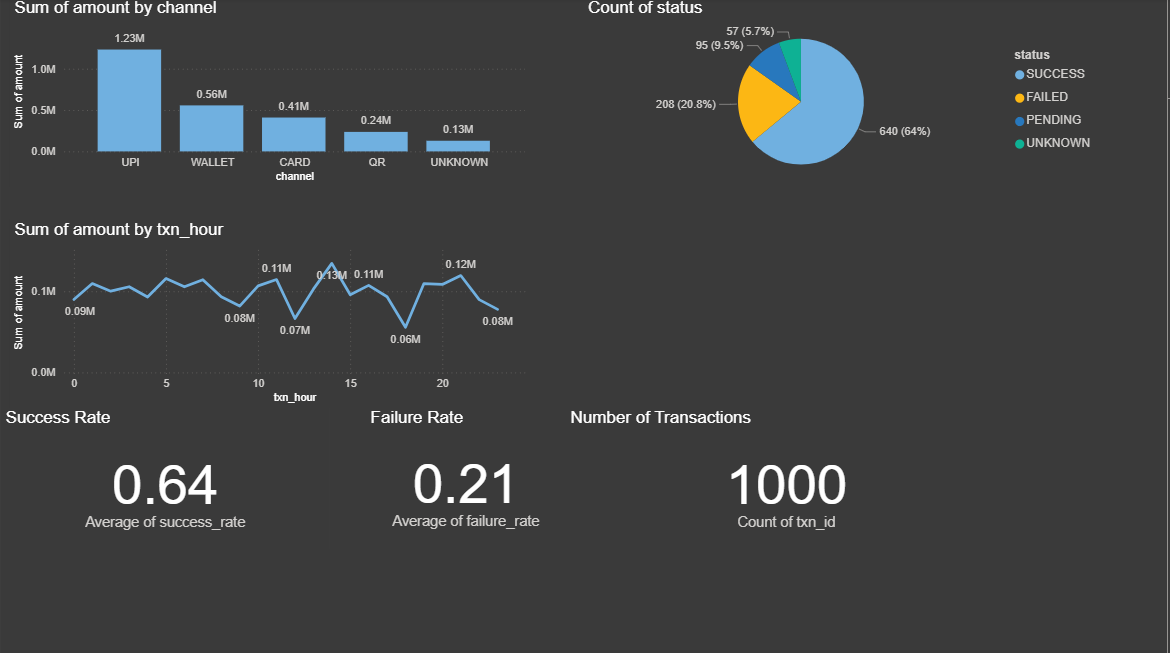 Sum of amount by channel
Sum of amount
1.0M
0.5M
0.0M
1.23M
0.56M
0.41M
0.24M
0.13M
UPI
WALLET
CARD
QR
UNKNOWN
channel
Count of status
57 (5.7%)
95 (9.5%)
208 (20.8%)
640 (64%)
status
SUCCESS
FAILED
PENDING
UNKNOWN
Sum of amount by txn_hour
Sum of amount
0.1M
0.0M
0.09M
0.08M
0.11M
0.07M
0.13M
0.11M
0.06M
0.12M
0.08M
0
5
10
15
20
txn_hour
Success Rate
0.64
Average of success_rate
Failure Rate
0.21
Average of failure_rate
Number of Transactions
1000
Count of txn_id